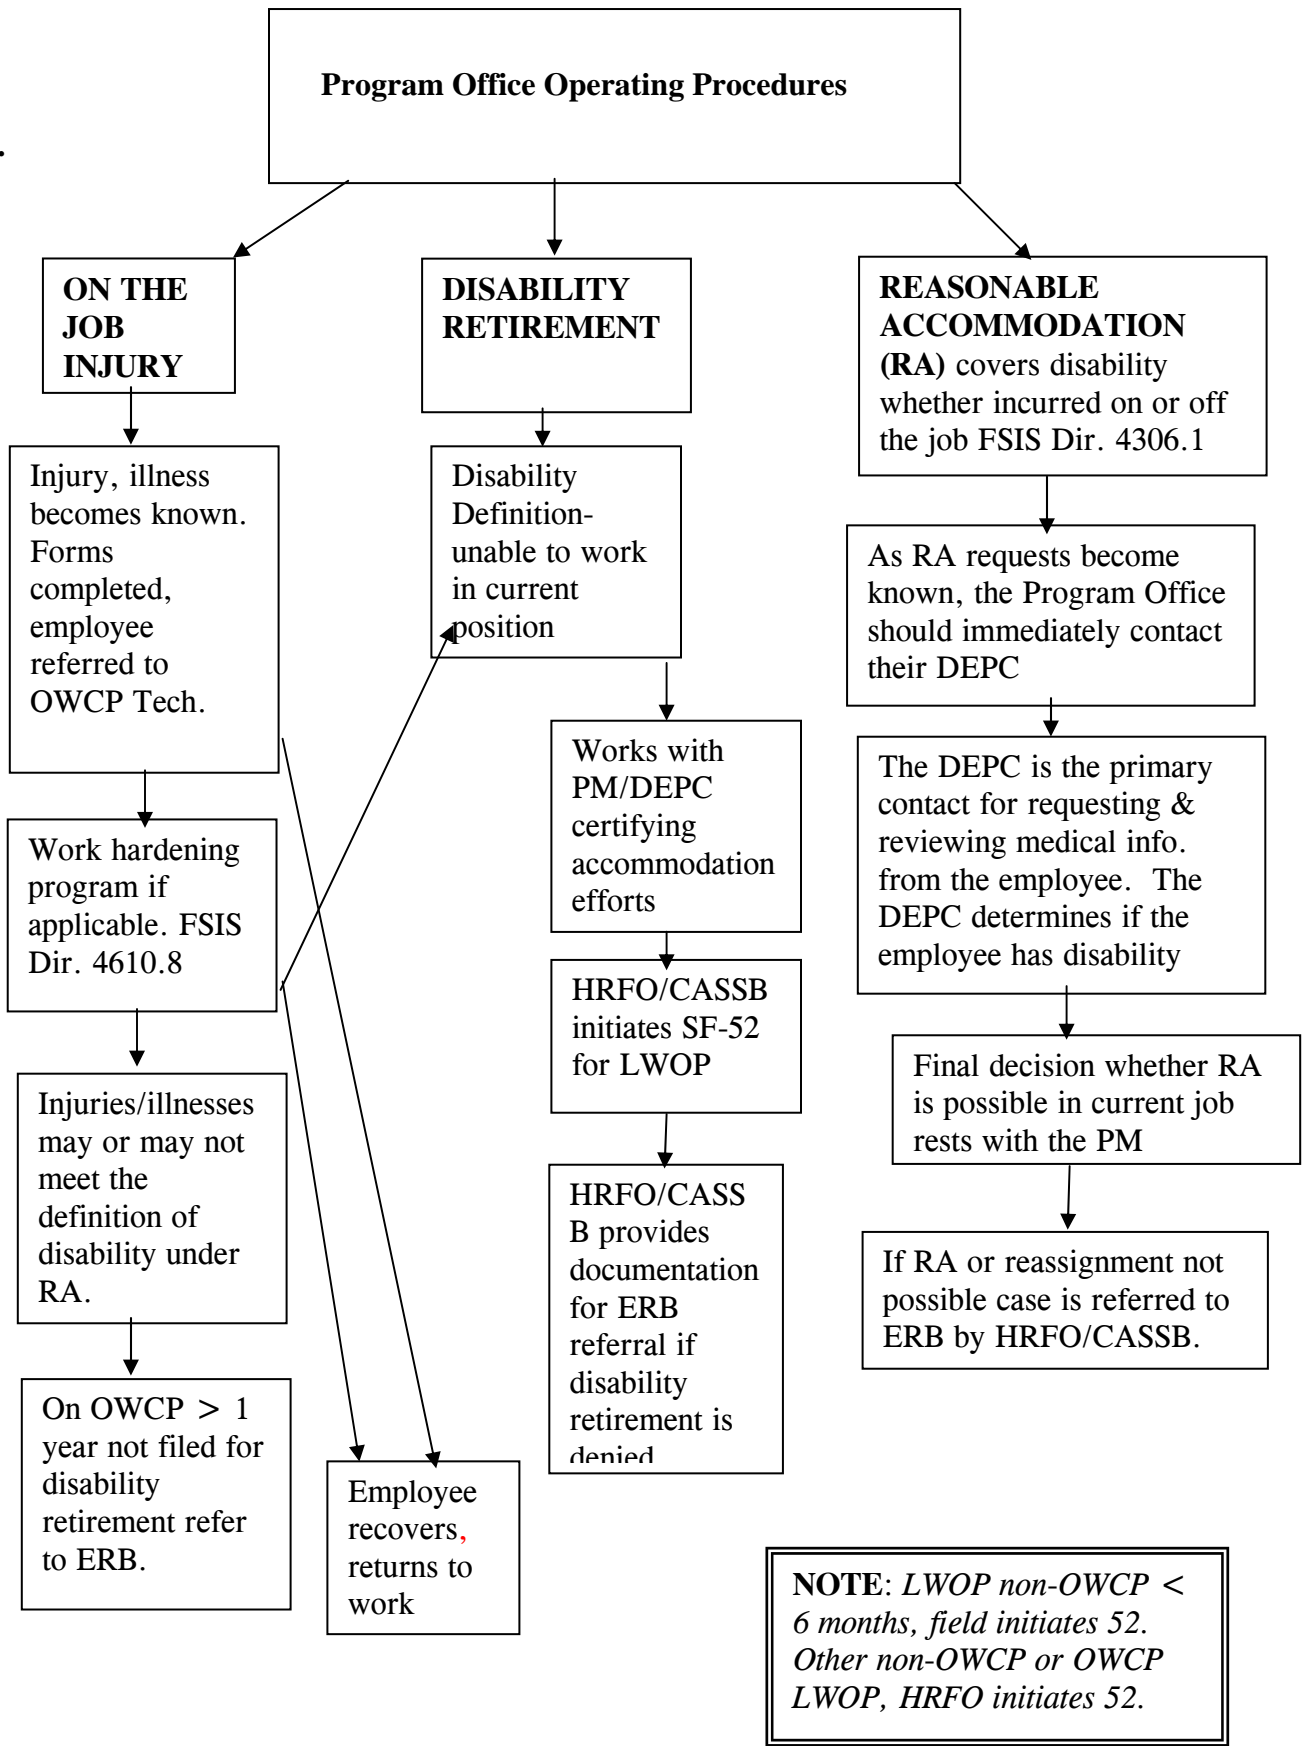 Program Office Operating Procedures
.
ON THE
JOB
INJURY
Injury, illness
becomes known.
Forms
completed,
employee
referred to
OWCP Tech.
Work hardening
program if
applicable. FSIS
Dir. 4610.8
Injuries/illnesses
may or may not
meet the
definition of
disability under
RA.
On OWCP > 1
year not filed for
disability
retirement refer
to ERB.
Employee
recovers,
returns to
work
DISABILITY
RETIREMENT
Disability
Definition-
unable to work
in current
position
Works with
PM/DEPC
certifying
accommodation
efforts
HRFO/CASSB
initiates SF-52
for LWOP
HRFO/CASS
B provides
documentation
for ERB
referral if
disability
retirement is
denied
REASONABLE
ACCOMMODATION
(RA) covers disability
whether incurred on or off
the job FSIS Dir. 4306.1
As RA requests become
known, the Program Office
should immediately contact
their DEPC
The DEPC is the primary
contact for requesting &
reviewing medical info.
from the employee.  The
DEPC determines if the
employee has disability
Final decision whether RA
is possible in current job
rests with the PM
If RA or reassignment not
possible case is referred to
ERB by HRFO/CASSB.
NOTE: LWOP non-OWCP <
6 months, field initiates 52.
Other non-OWCP or OWCP
LWOP, HRFO initiates 52.